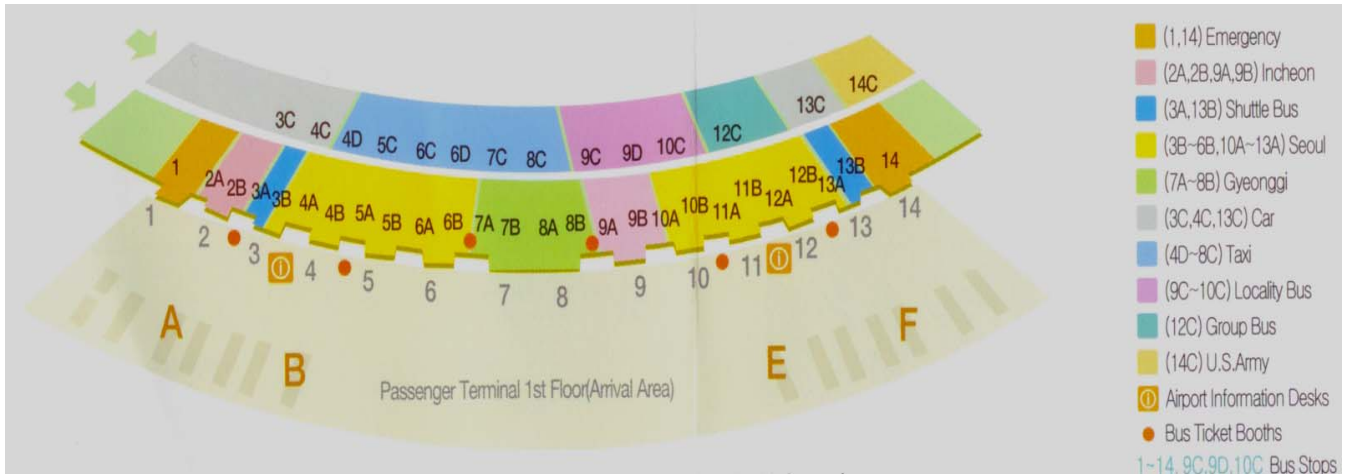 3C 4C 4D 5C 6C 6D 7C 8C 9C 9D 10C 12C 13C 14C
1 2A 2B 3A 3B 4A 4B 5A 5B 6A 6B 7A 7B 8A 8B 9A 9B 10A 10B 11A 11B 12A 12B 13A 13B 14
1 2 3 4 5 6 7 8 9 10 11 12 13 14
A B E F
Passenger Terminal 1st Floor(Arrival Area)
(1,14) Emergency
(2A,2B,9A,9B) Incheon
(3A,13B) Shuttle Bus
(3B~6B,10A~13A) Seoul
(7A~8B) Gyeonggi
(3C,4C,13C) Car
(4D~8C) Taxi
(9C~10C) Locality Bus
(12C) Group Bus
(14C) U.S.Army
Airport Information Desks
Bus Ticket Booths
1~14, 9C,9D,10C Bus Stops